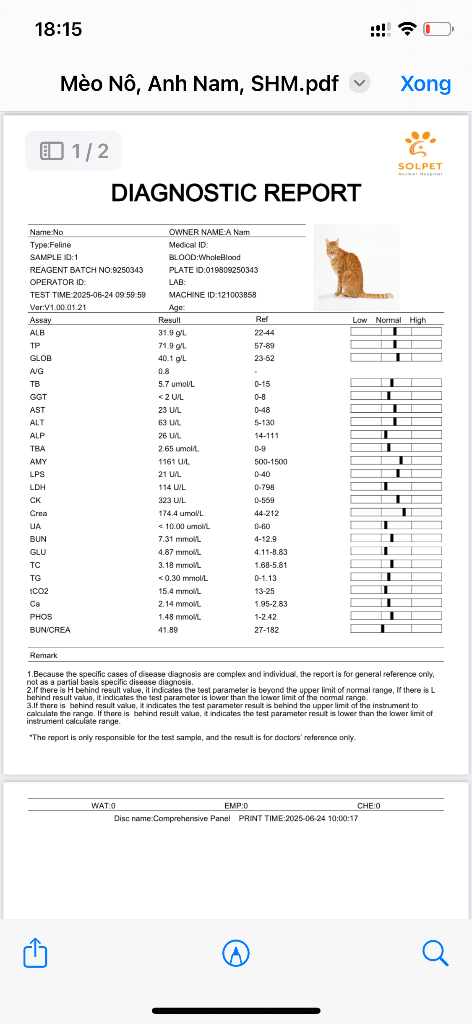 18:15
Mèo Nô, Anh Nam, SHM.pdf
Xong
1/2
SOLPET
Animal Hospital
DIAGNOSTIC REPORT
Name:No OWNER NAME:A Nam
Type:Feline Medical ID:
SAMPLE ID:1 BLOOD:WholeBlood
REAGENT BATCH NO:9250343 PLATE ID:019809250343
OPERATOR ID: LAB:
TEST TIME:2025-06-24 09:59:59 MACHINE ID:121003858
Ver:V1.00.01.21 Age:
Assay Result Ref Low Normal High
ALB 31.9 g/L 22-44
TP 71.9 g/L 57-89
GLOB 40.1 g/L 23-52
A/G 0.8 -
TB 5.7 umol/L 0-15
GGT < 2 U/L 0-8
AST 23 U/L 0-48
ALT 63 U/L 5-130
ALP 26 U/L 14-111
TBA 2.65 umol/L 0-9
AMY 1161 U/L 500-1500
LPS 21 U/L 0-40
LDH 114 U/L 0-798
CK 323 U/L 0-559
Crea 174.4 umol/L 44-212
UA < 10.00 umol/L 0-60
BUN 7.31 mmol/L 4-12.9
GLU 4.87 mmol/L 4.11-8.83
TC 3.18 mmol/L 1.68-5.81
TG < 0.30 mmol/L 0-1.13
tCO2 15.4 mmol/L 13-25
Ca 2.14 mmol/L 1.95-2.83
PHOS 1.48 mmol/L 1-2.42
BUN/CREA 41.89 27-182
Remark
1.Because the specific cases of disease diagnosis are complex and individual, the report is for general reference only,
not as a partial basis specific disease diagnosis.
2.If there is H behind result value, it indicates the test parameter is beyond the upper limit of normal range, If there is L
behind result value, it indicates the test parameter is lower than the lower limit of the normal range.
3.If there is  behind result value, it indicates the test parameter result is behind the upper limit of the instrument to
calculate the range. If there is  behind result value, it indicates the test parameter result is lower than the lower limit of
instrument calculate range.
*The report is only responsible for the test sample, and the result is for doctors' reference only.
WAT:0 EMP:0 CHE:0
Disc name:Comprehensive Panel PRINT TIME:2025-06-24 10:00:17